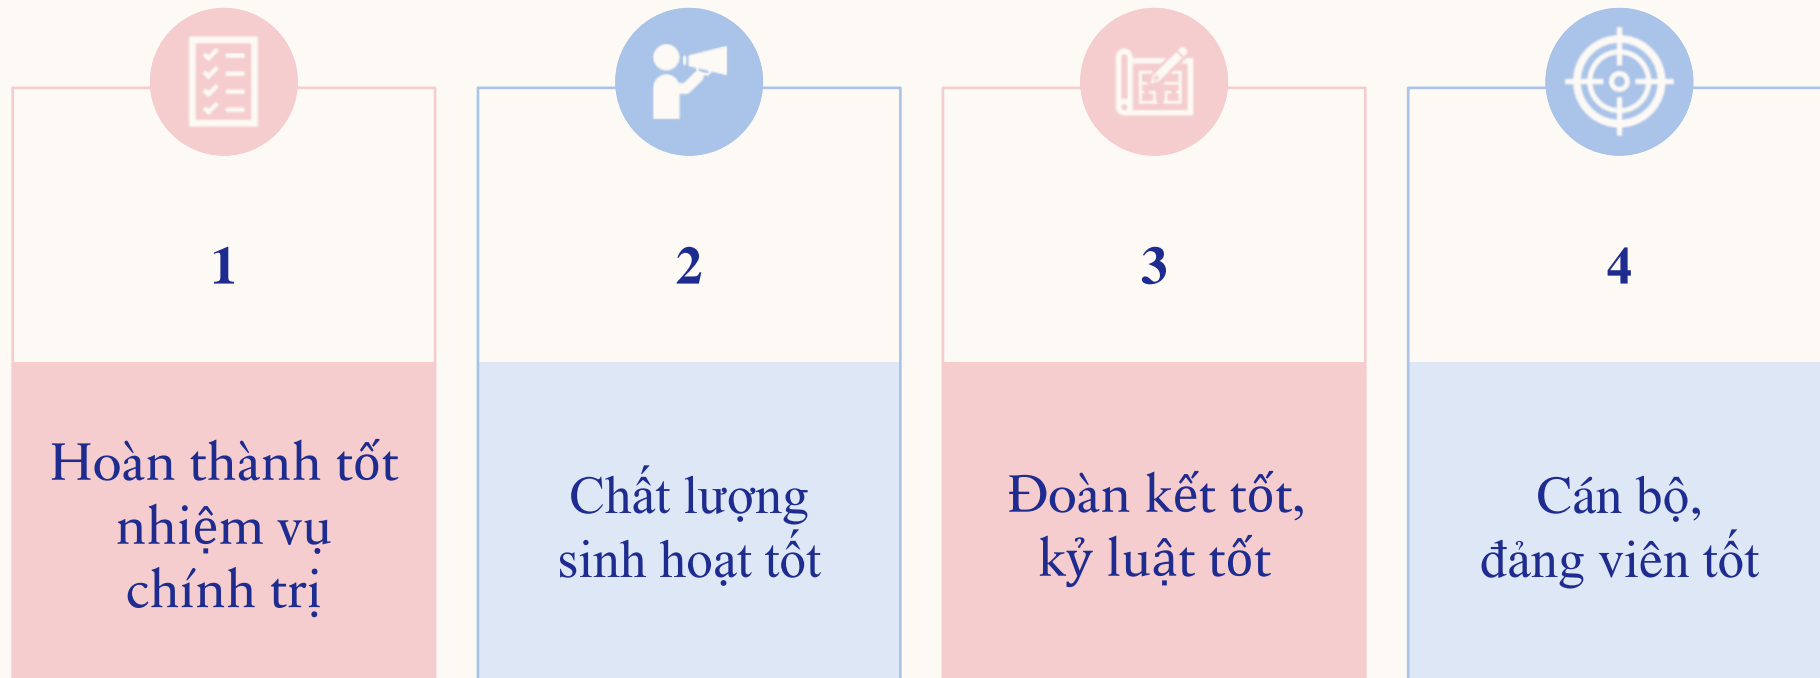 1
Hoàn thành tốt
nhiệm vụ
chính trị
2
Chất lượng
sinh hoạt tốt
3
Đoàn kết tốt,
kỷ luật tốt
4
Cán bộ,
đảng viên tốt